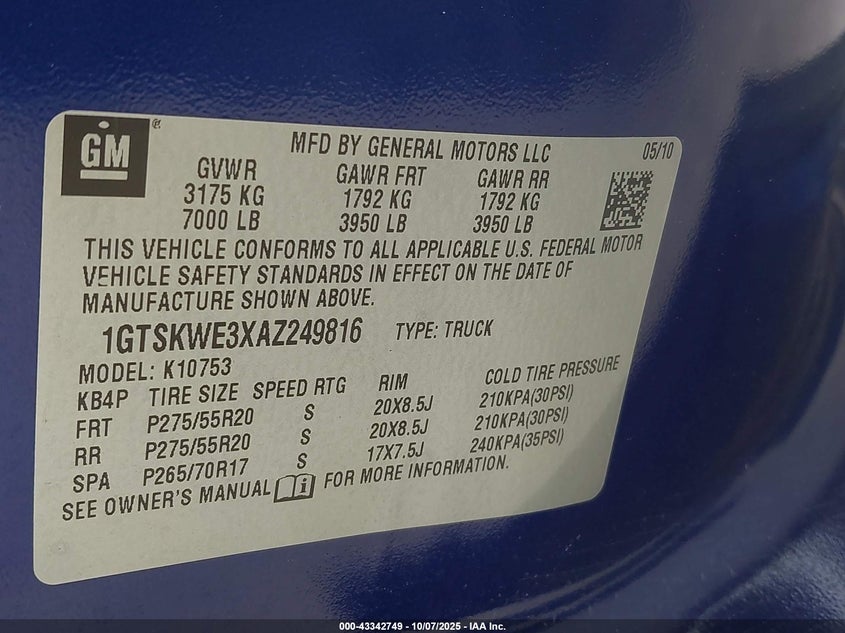 GM
MFD BY GENERAL MOTORS LLC 05/10
GVWR GAWR FRT GAWR RR
3175 KG 1792 KG 1792 KG
7000 LB 3950 LB 3950 LB
THIS VEHICLE CONFORMS TO ALL APPLICABLE U.S. FEDERAL MOTOR
VEHICLE SAFETY STANDARDS IN EFFECT ON THE DATE OF
MANUFACTURE SHOWN ABOVE.
1GTSKWE3XAZ249816 TYPE: TRUCK
MODEL: K10753
KB4P TIRE SIZE SPEED RTG RIM COLD TIRE PRESSURE
FRT P275/55R20 S 20X8.5J 210KPA(30PSI)
RR P275/55R20 S 20X8.5J 210KPA(30PSI)
SPA P265/70R17 S 17X7.5J 240KPA(35PSI)
SEE OWNER'S MANUAL i FOR MORE INFORMATION.
000-43342749 - 10/07/2025 - IAA Inc.